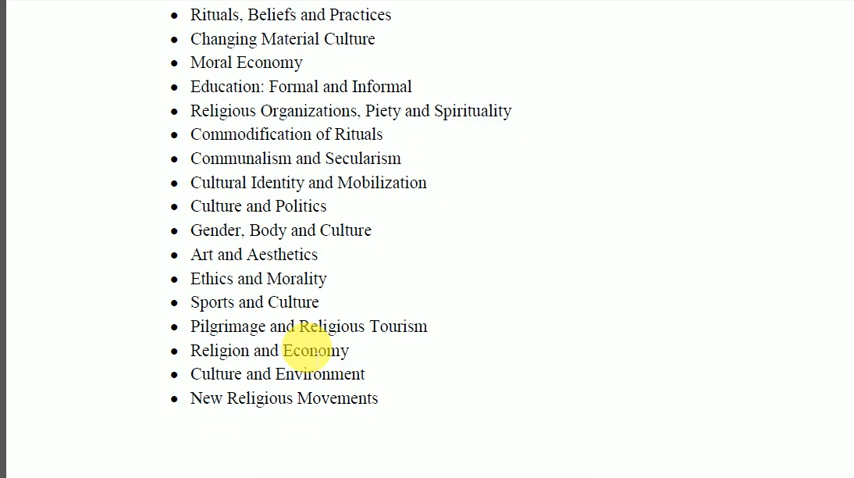 • Rituals, Beliefs and Practices
• Changing Material Culture
• Moral Economy
• Education: Formal and Informal
• Religious Organizations, Piety and Spirituality
• Commodification of Rituals
• Communalism and Secularism
• Cultural Identity and Mobilization
• Culture and Politics
• Gender, Body and Culture
• Art and Aesthetics
• Ethics and Morality
• Sports and Culture
• Pilgrimage and Religious Tourism
• Religion and Economy
• Culture and Environment
• New Religious Movements